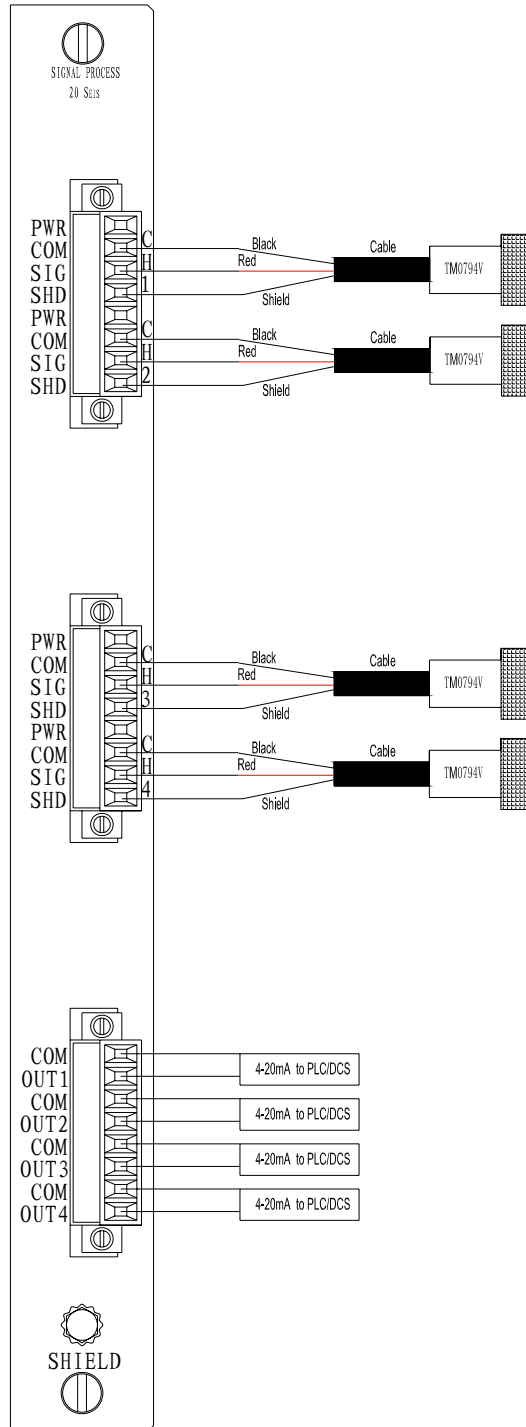 SIGNAL PROCESS
20 SEIS
PWR
COM C Black Cable
SIG H Red TM0794V
SHD 1 Shield
PWR
COM C Black Cable
SIG H Red TM0794V
SHD 2 Shield
PWR
COM C Black Cable
SIG H Red TM0794V
SHD 3 Shield
PWR
COM C Black Cable
SIG H Red TM0794V
SHD 4 Shield
COM
OUT1 4-20mA to PLC/DCS
COM
OUT2 4-20mA to PLC/DCS
COM
OUT3 4-20mA to PLC/DCS
COM
OUT4 4-20mA to PLC/DCS
SHIELD